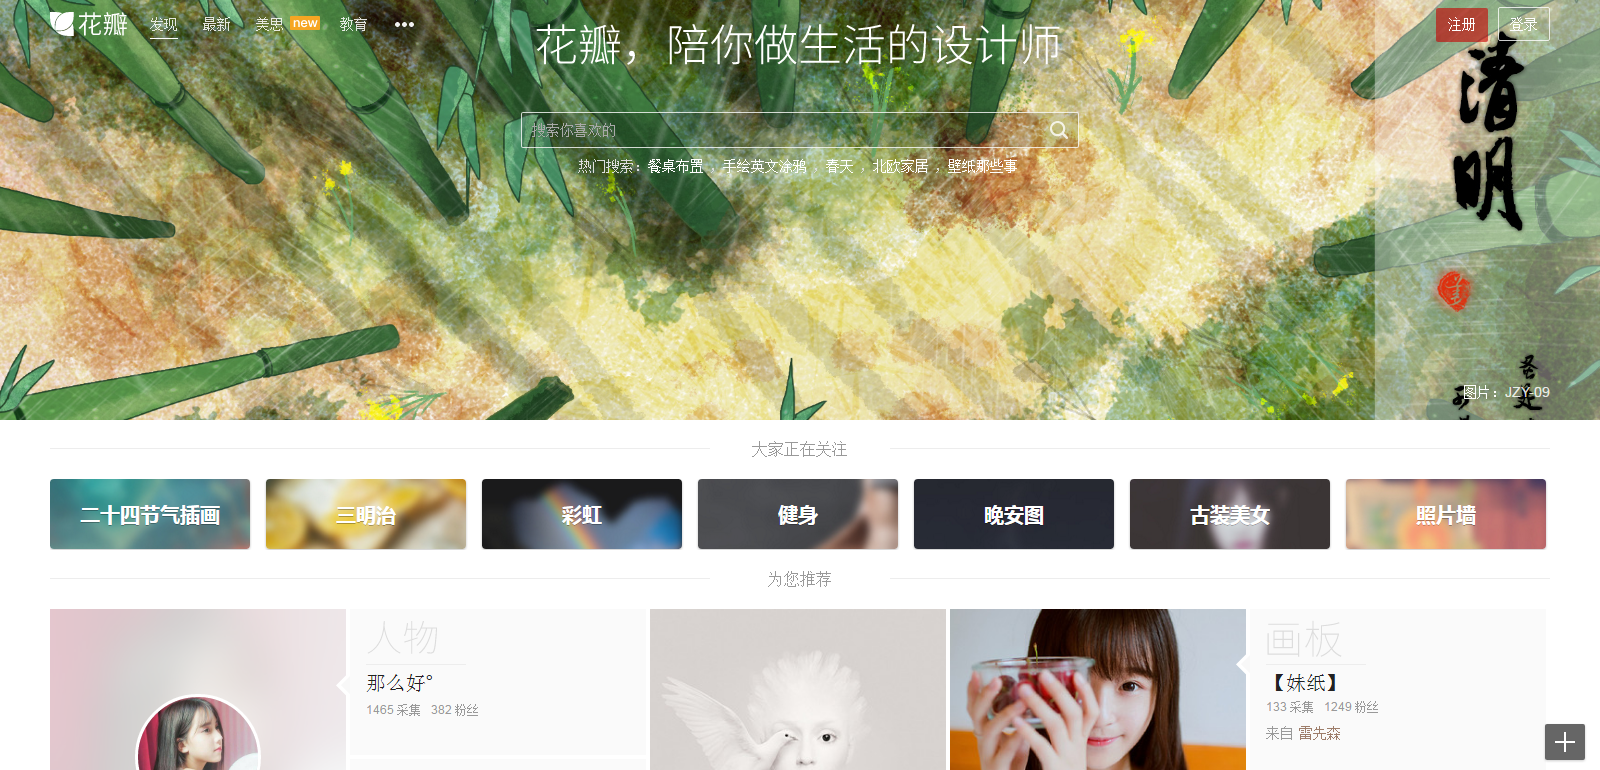 花瓣 发现 最新 美思 new 教育 •••
注册 登录
花瓣，陪你做生活的设计师
搜索你喜欢的
热门搜索：餐桌布置，手绘英文涂鸦，春天，北欧家居，壁纸那些事
清明
图片：JZY-09
大家正在关注
二十四节气插画 三明治 彩虹 健身 晚安图 古装美女 照片墙
为您推荐
人物
那么好°
1465 采集 382 粉丝
画板
【妹纸】
133 采集 1249 粉丝
来自 雷先森